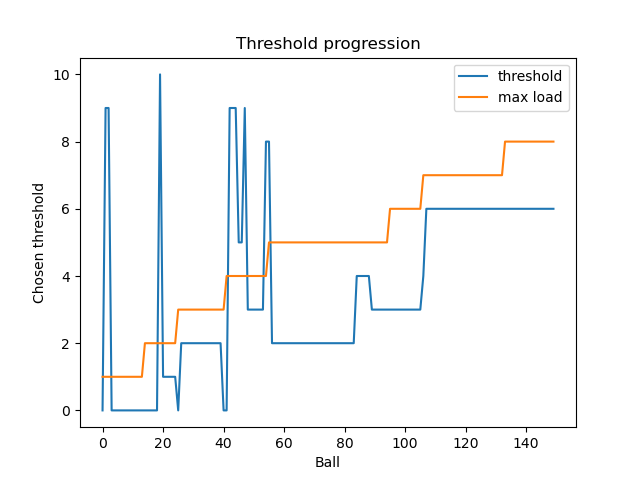 Threshold progression
threshold
max load
Chosen threshold
10
8
6
4
2
0
0 20 40 60 80 100 120 140
Ball